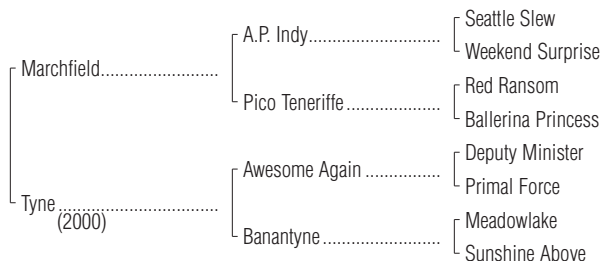 Seattle Slew
A.P. Indy
Weekend Surprise
Marchfield
Red Ransom
Pico Teneriffe
Ballerina Princess
Deputy Minister
Awesome Again
Primal Force
Tyne
(2000)
Meadowlake
Banantyne
Sunshine Above